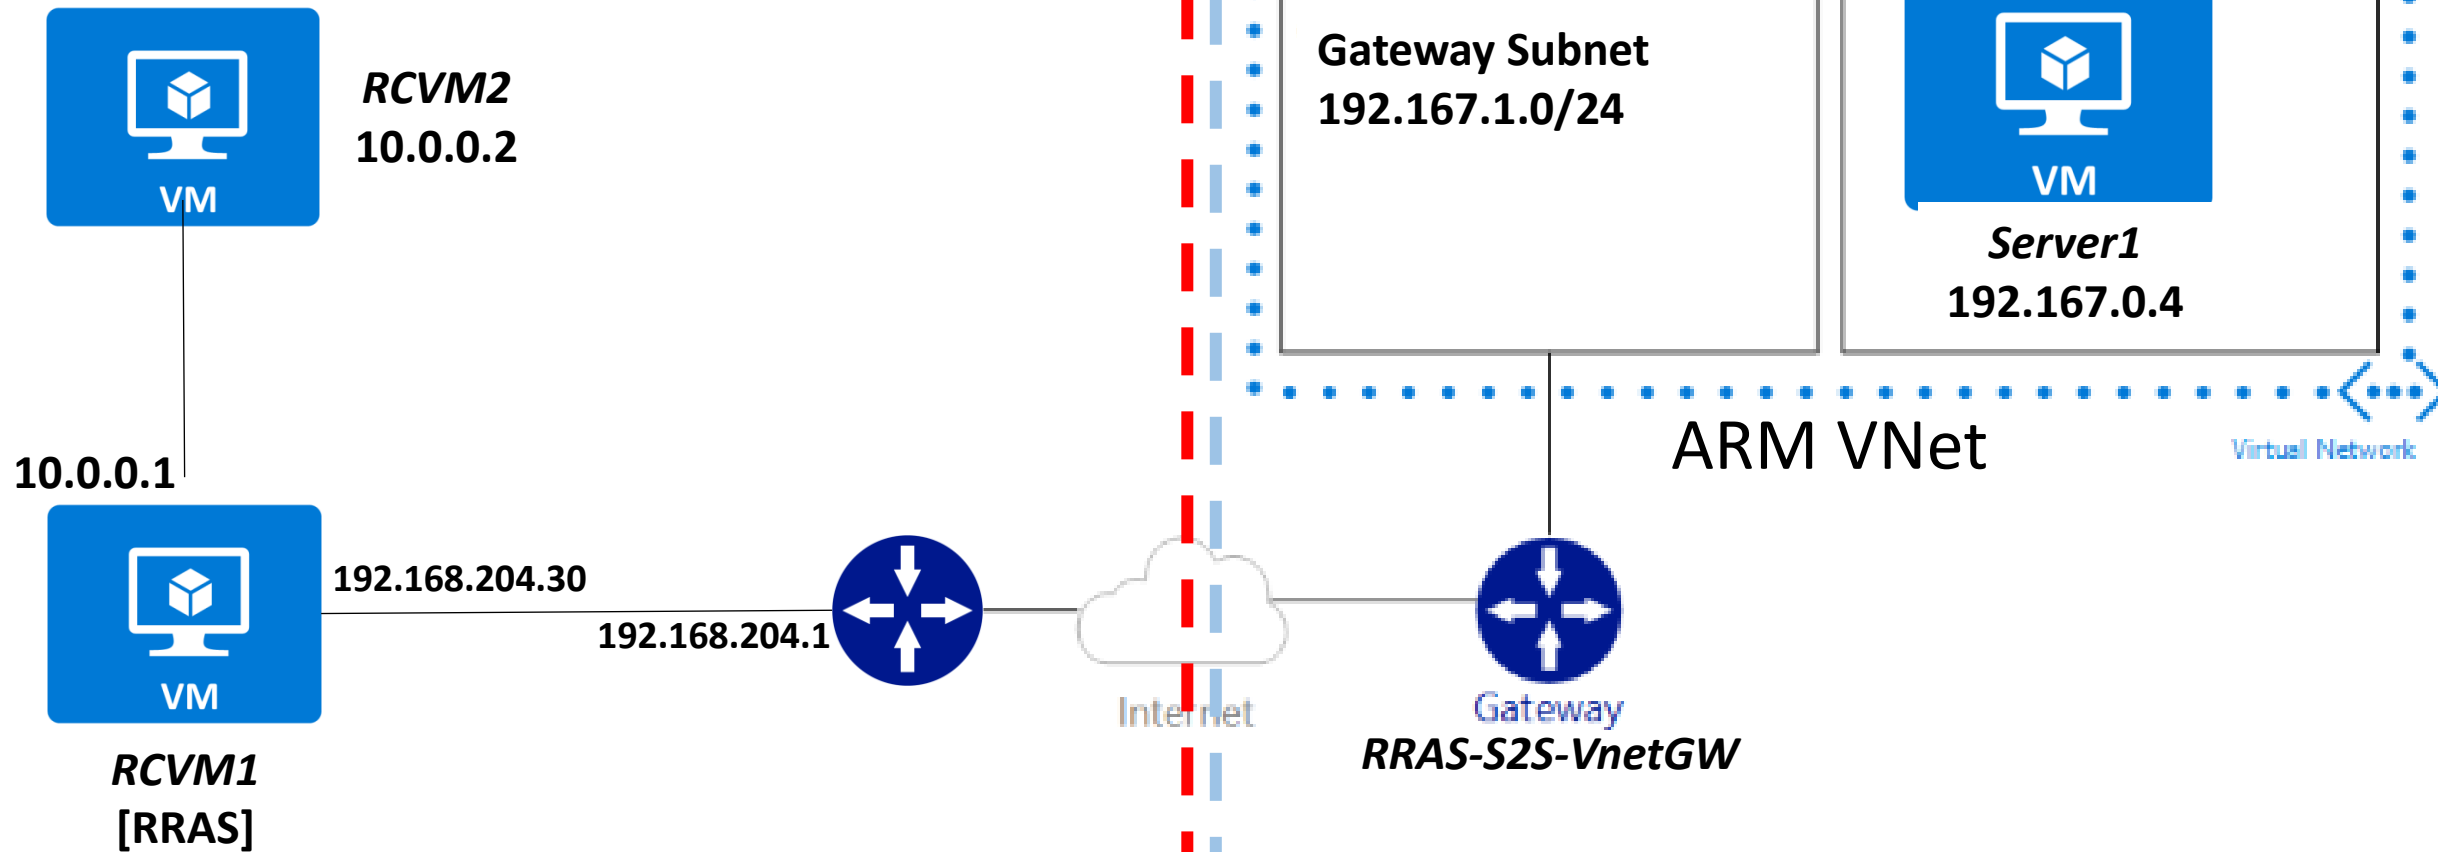 RCVM2
10.0.0.2
VM
10.0.0.1
192.168.204.30
192.168.204.1
VM
RCVM1
[RRAS]
Internet
Gateway Subnet
192.167.1.0/24
VM
Server1
192.167.0.4
ARM VNet
Virtual Network
Gateway
RRAS-S2S-VnetGW